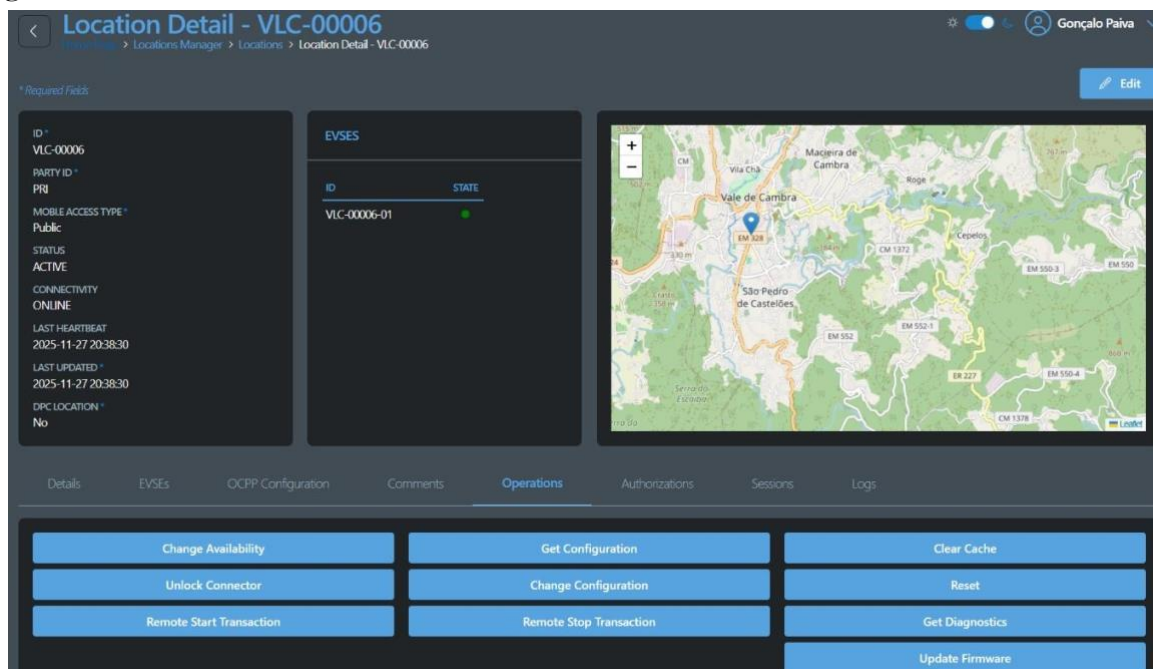 Location Detail - VLC-00006
> Locations Manager > Locations > Location Detail - VLC-00006
Gonçalo Paiva
* Required Fields
Edit
ID *
VLC-00006
PARTY ID *
PRI
MOBLE ACCESS TYPE *
Public
STATUS
ACTIVE
CONNECTIVITY
ONLINE
LAST HEARTBEAT
2025-11-27 20:38:30
LAST UPDATED *
2025-11-27 20:38:30
DPC LOCATION *
No
EVSES
ID STATE
VLC-00006-01
+
−
CM
Vila Chã
Macieira de
Cambra
Roge
Vale de Cambra
EM 328
CM 1372
Cepelos
EM 550-3
EM 550
330 m
São Pedro
de Castelões
EM 552
EM 552-1
ER 227
EM 550-4
CM 1378
Leaflet
Details EVSEs OCPP Configuration Comments Operations Authorizations Sessions Logs
Change Availability Get Configuration Clear Cache
Unlock Connector Change Configuration Reset
Remote Start Transaction Remote Stop Transaction Get Diagnostics
Update Firmware